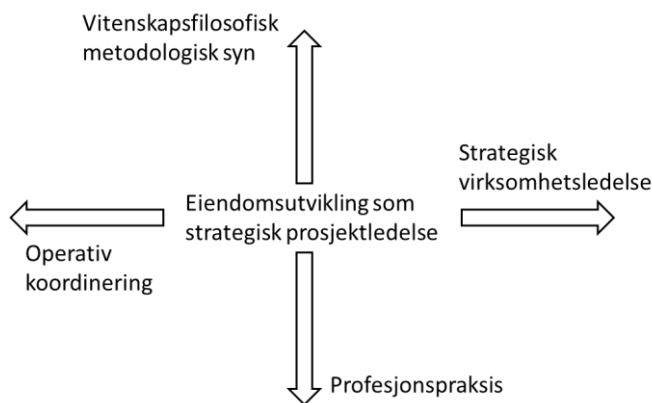 Vitenskapsfilosofisk
metodologisk syn
Strategisk
virksomhetsledelse
Eiendomsutvikling som
strategisk prosjektledelse
Operativ
koordinering
Profesjonspraksis